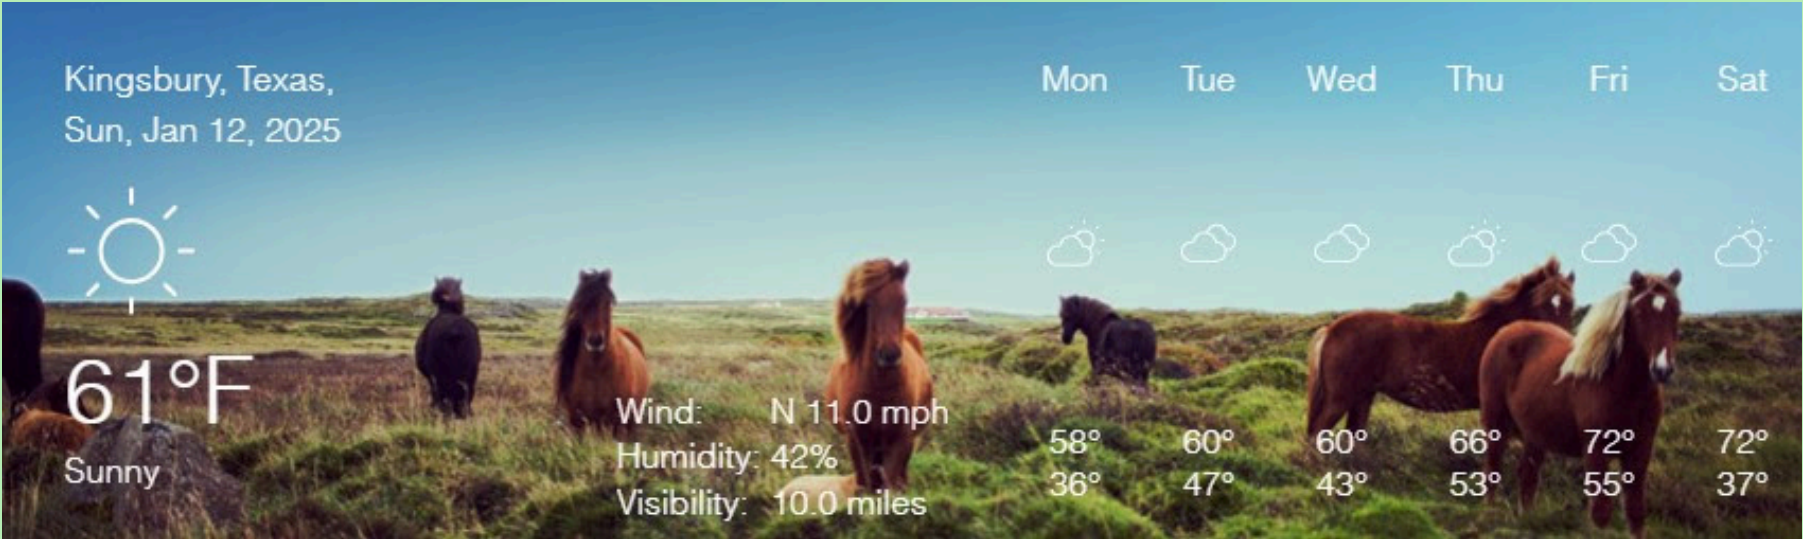 Kingsbury, Texas,
Sun, Jan 12, 2025
61°F
Sunny
Wind: N 11.0 mph
Humidity: 42%
Visibility: 10.0 miles
Mon Tue Wed Thu Fri Sat
58° 60° 60° 66° 72° 72°
36° 47° 43° 53° 55° 37°